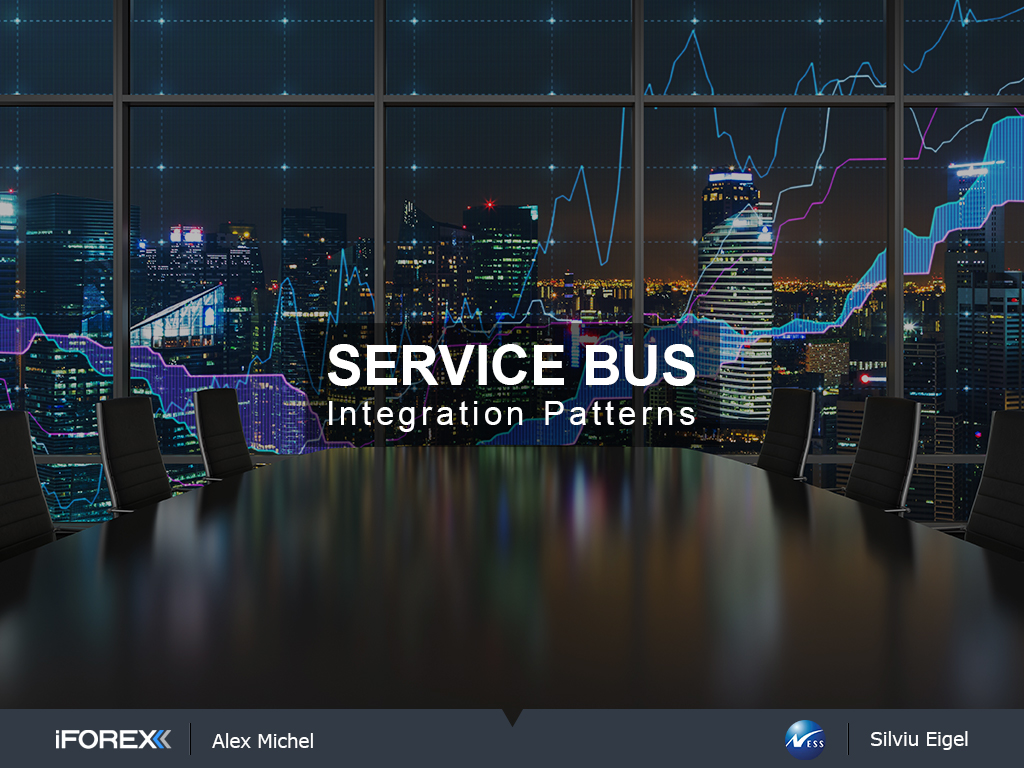 SERVICE BUS
Integration Patterns
iFOREX
Alex Michel
NESS
Silviu Eigel